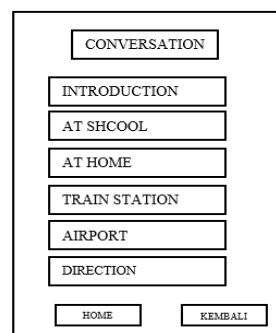 CONVERSATION
INTRODUCTION
AT SHCOOL
AT HOME
TRAIN STATION
AIRPORT
DIRECTION
HOME KEMBALI